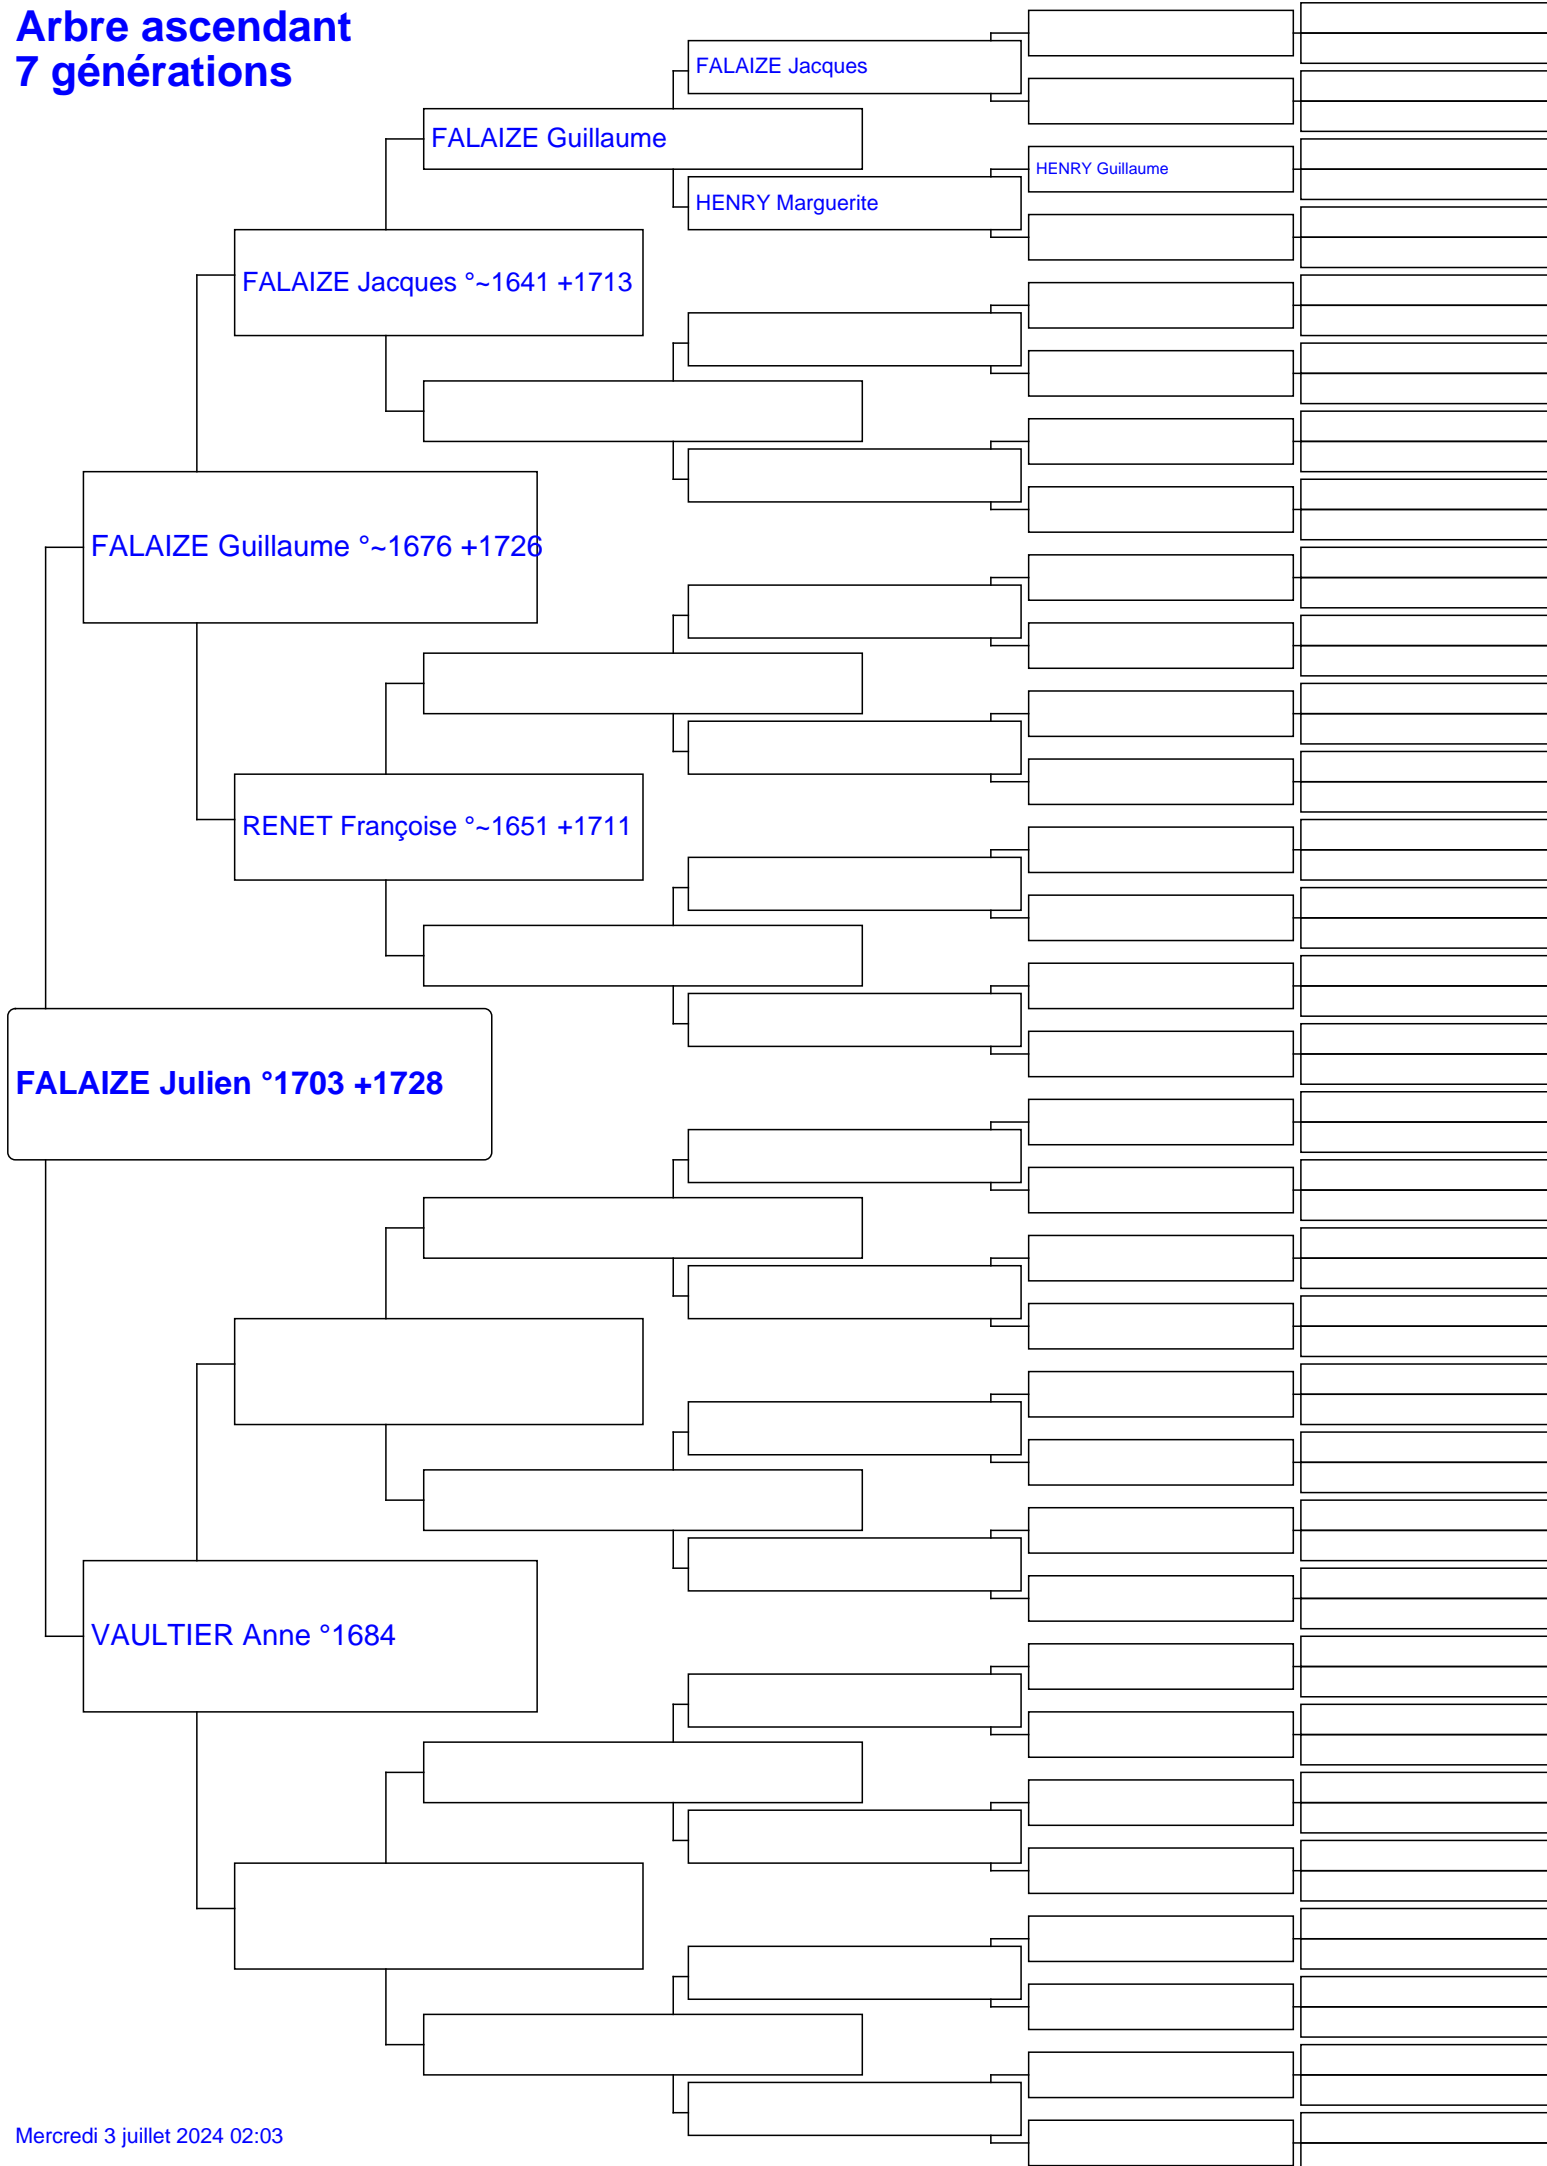 Arbre ascendant
7 générations
FALAIZE Jacques
FALAIZE Guillaume
HENRY Guillaume
HENRY Marguerite
FALAIZE Jacques °~1641 +1713
FALAIZE Guillaume °~1676 +1726
RENET Françoise °~1651 +1711
FALAIZE Julien °1703 +1728
VAULTIER Anne °1684
Mercredi 3 juillet 2024 02:03